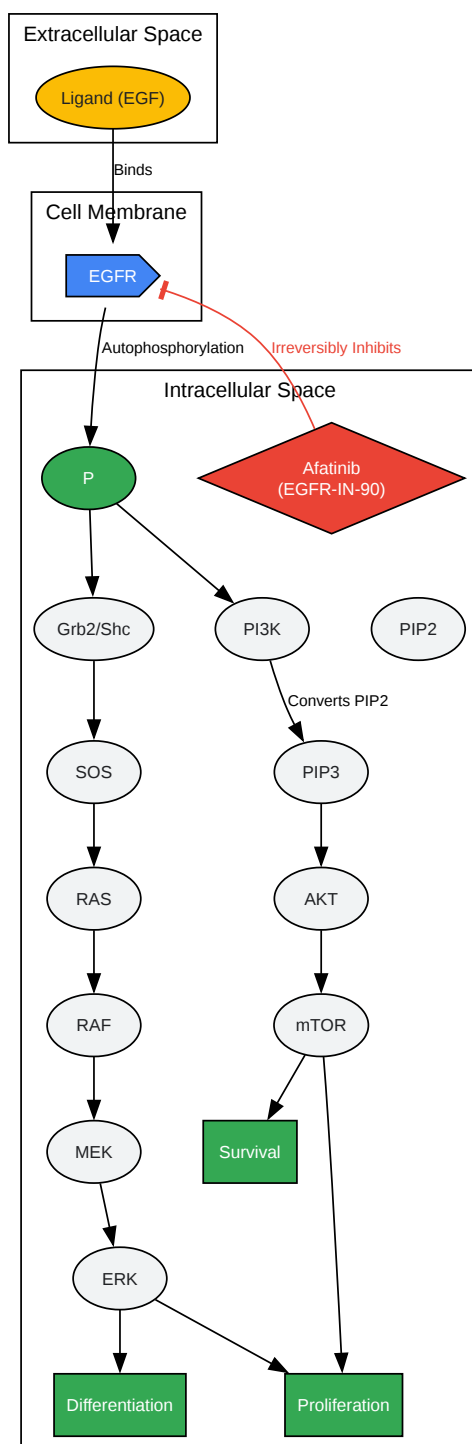 Extracellular Space
Ligand (EGF)
Binds
Cell Membrane
EGFR
Autophosphorylation
Irreversibly Inhibits
Intracellular Space
P
Afatinib
(EGFR-IN-90)
Grb2/Shc
PI3K
PIP2
Converts PIP2
SOS
PIP3
RAS
AKT
RAF
mTOR
MEK
Survival
ERK
Differentiation
Proliferation